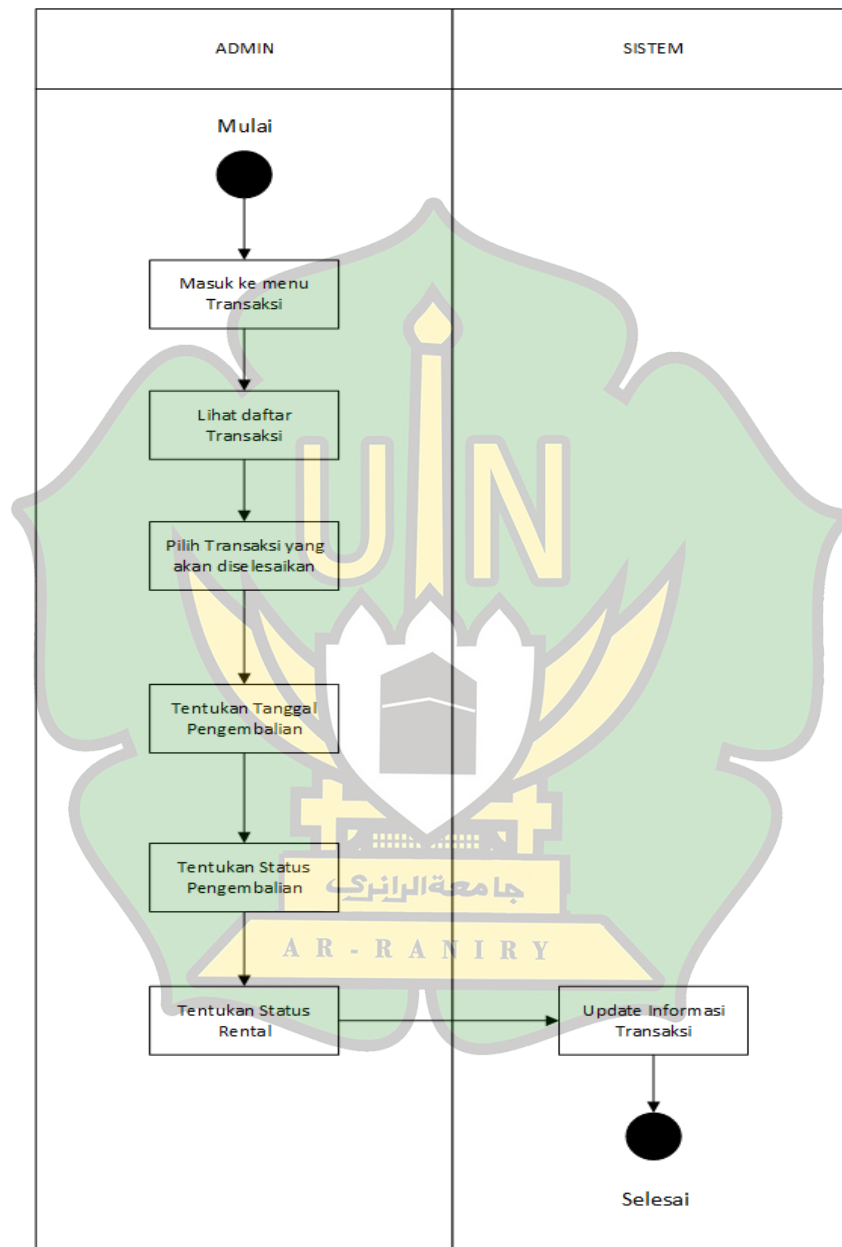 ADMIN
SISTEM
Mulai
Masuk ke menu
Transaksi
Lihat daftar
Transaksi
UIN
Pilih Transaksi yang
akan diselesaikan
Tentukan Tanggal
Pengembalian
Tentukan Status
Pengembalian
جامعةالرانري
AR-RANIRY
Tentukan Status
Rental
Update Informasi
Transaksi
Selesai